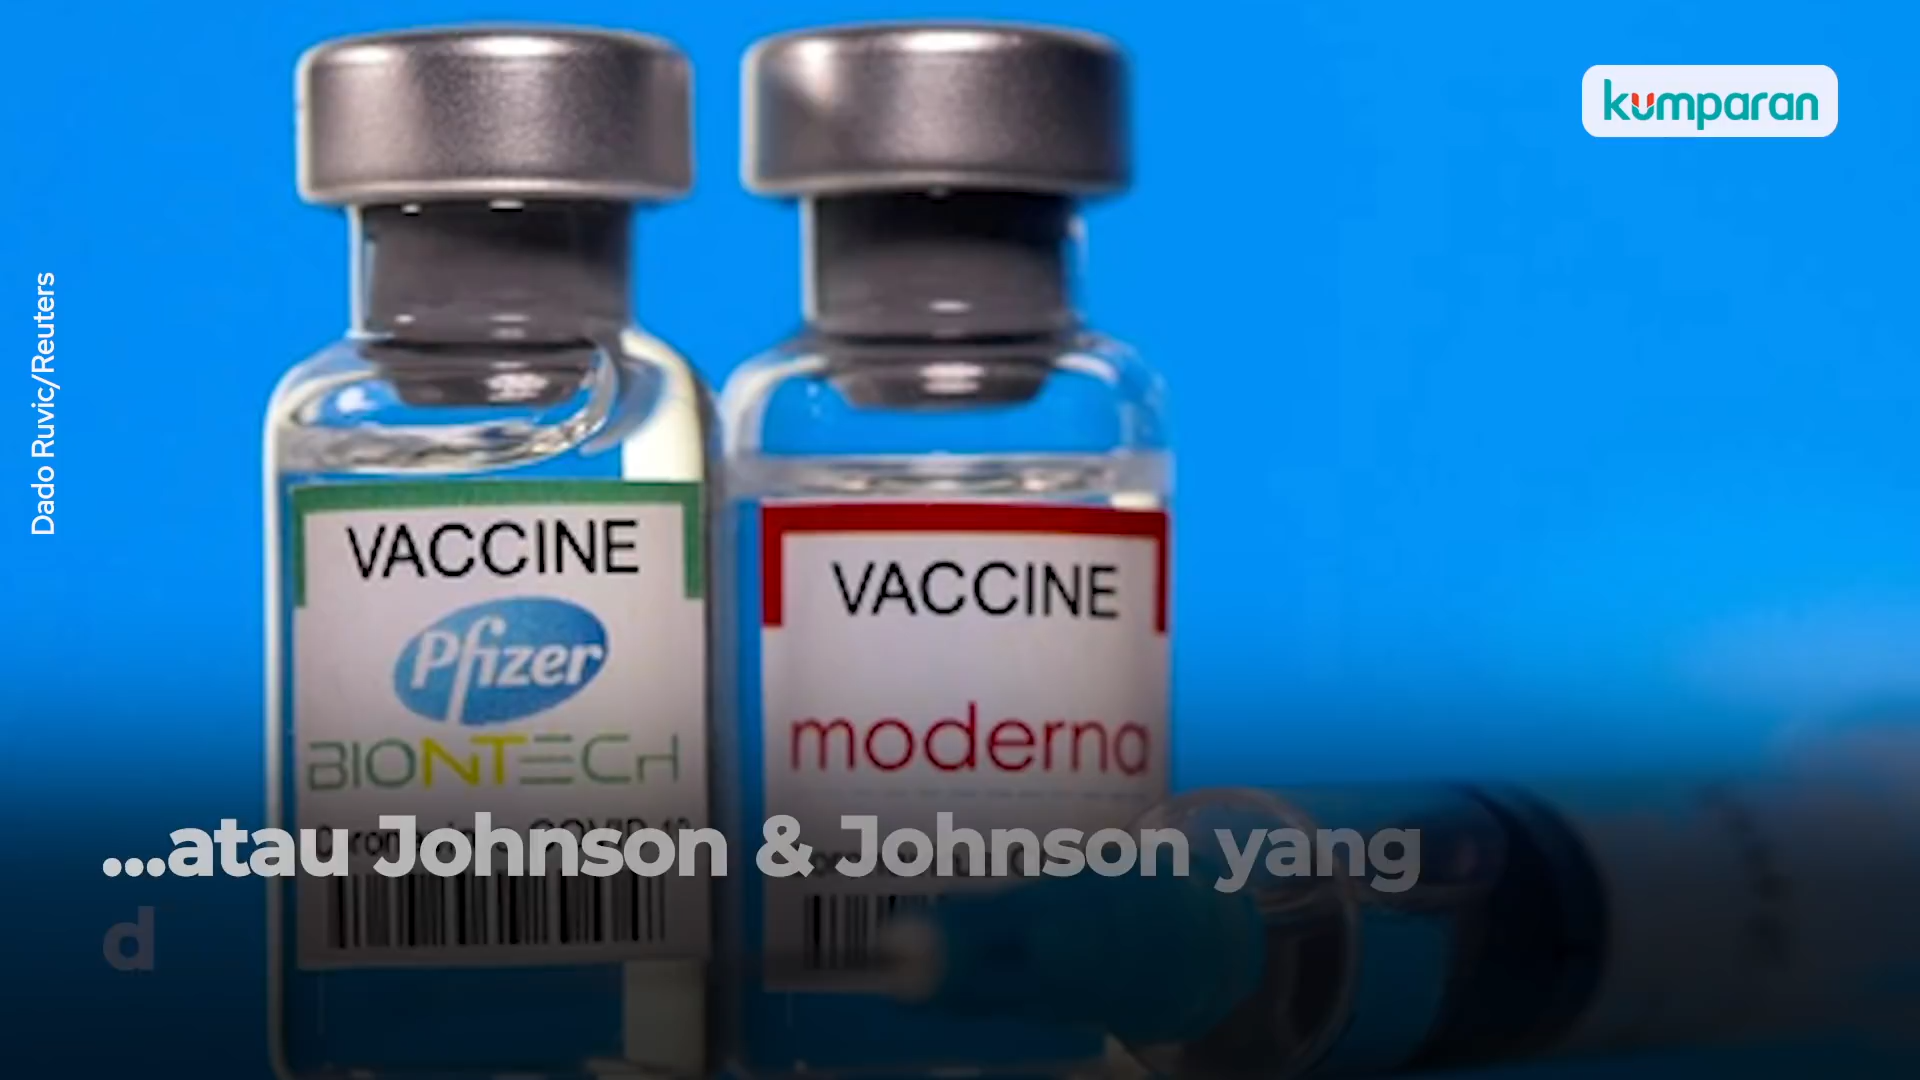 kumparan
Dado Ruvic/Reuters
VACCINE
Pfizer
BIONTECH
VACCINE
moderna
...atau Johnson & Johnson yang
d